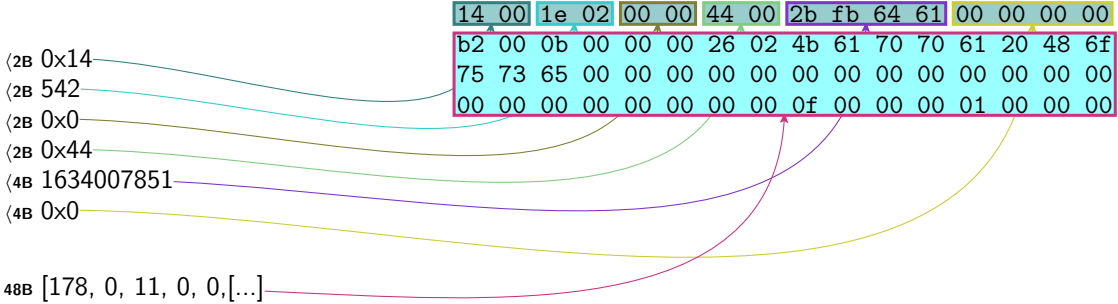 14 00 1e 02 00 00 44 00 2b fb 64 61 00 00 00 00
b2 00 0b 00 00 00 26 02 4b 61 70 70 61 20 48 6f
75 73 65 00 00 00 00 00 00 00 00 00 00 00 00 00
00 00 00 00 00 00 00 00 0f 00 00 00 01 00 00 00
⟨2B 0x14
⟨2B 542
⟨2B 0x0
⟨2B 0x44
⟨4B 1634007851
⟨4B 0x0
48B [178, 0, 11, 0, 0,[...]